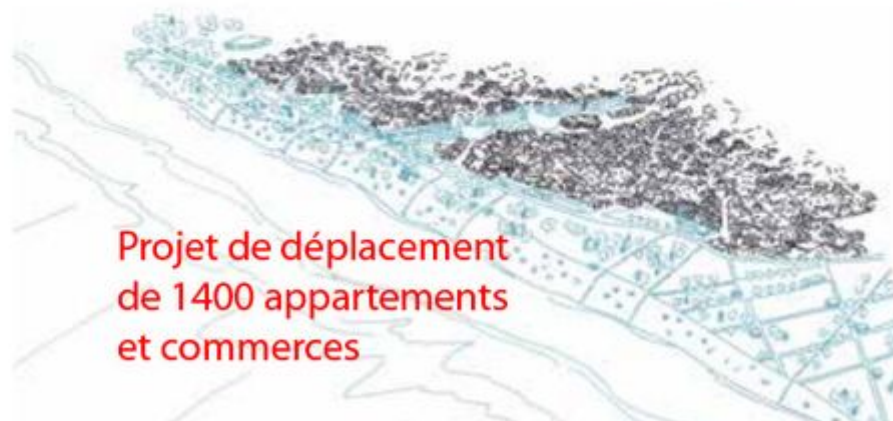 Projet de déplacement
de 1400 appartements
et commerces